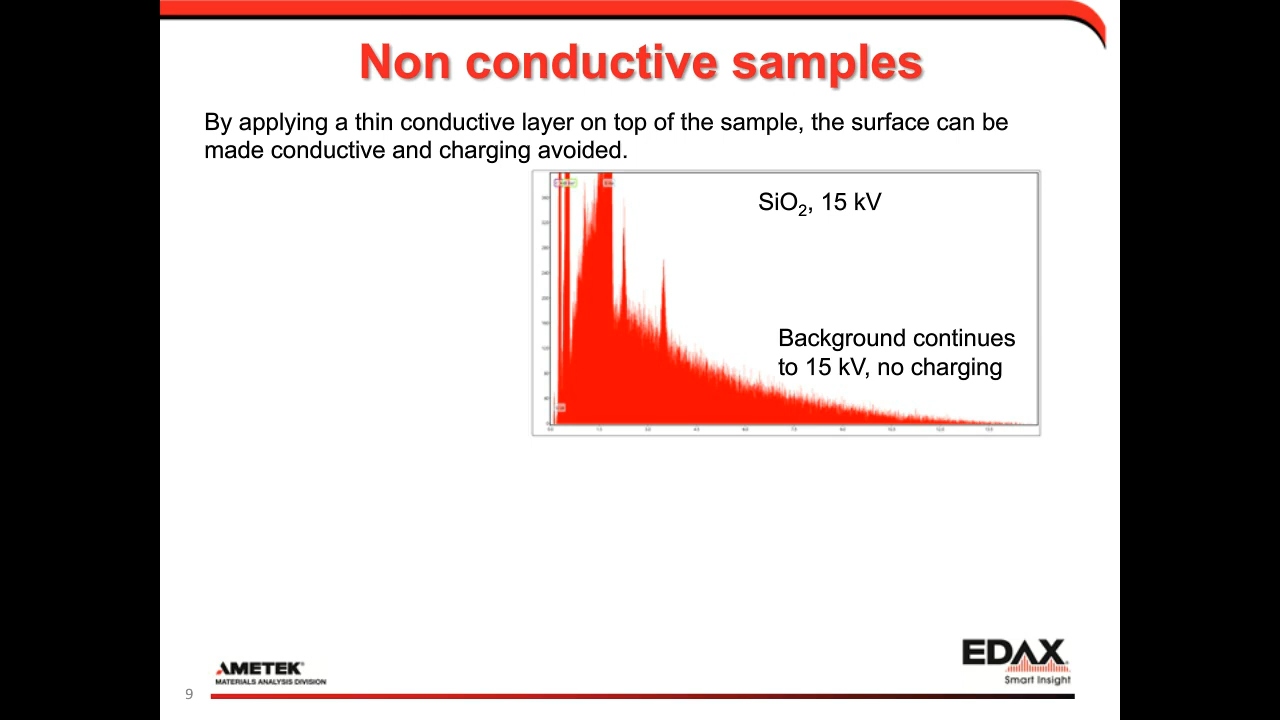 Non conductive samples
By applying a thin conductive layer on top of the sample, the surface can be
made conductive and charging avoided.
SiO₂, 15 kV
Background continues
to 15 kV, no charging
AMETEK®
MATERIALS ANALYSIS DIVISION
EDAX
Smart Insight
9